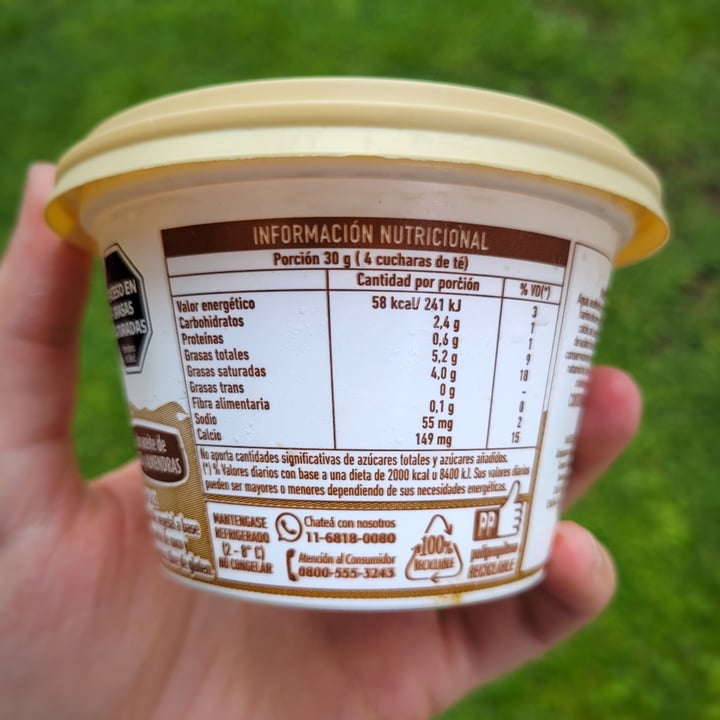 INFORMACIÓN NUTRICIONAL
Porción 30 g ( 4 cucharas de té)
Cantidad por porción % VD(*)
Valor energético 58 kcal/ 241 kJ 3
Carbohidratos 2,4 g 1
Proteínas 0,6 g 1
Grasas totales 5,2 g 9
Grasas saturadas 4,0 g 18
Grasas trans 0 g -
Fibra alimentaria 0,1 g 0
Sodio 55 mg 2
Calcio 149 mg 15
No aporta cantidades significativas de azúcares totales y azúcares añadidos.
(*) % Valores diarios con base a una dieta de 2000 kcal u 8400 kJ. Sus valores diarios
pueden ser mayores o menores dependiendo de sus necesidades energéticas.
MANTENGASE
REFRIGERADO
(2 - 8° C)
NO CONGELAR
Chateá con nosotros
11-6818-0080
Atención al Consumidor
0800-555-3243
100%
RECICLABLE
PP
polipropileno
RECICLABLE
EN
GRASAS
ALMENDRAS